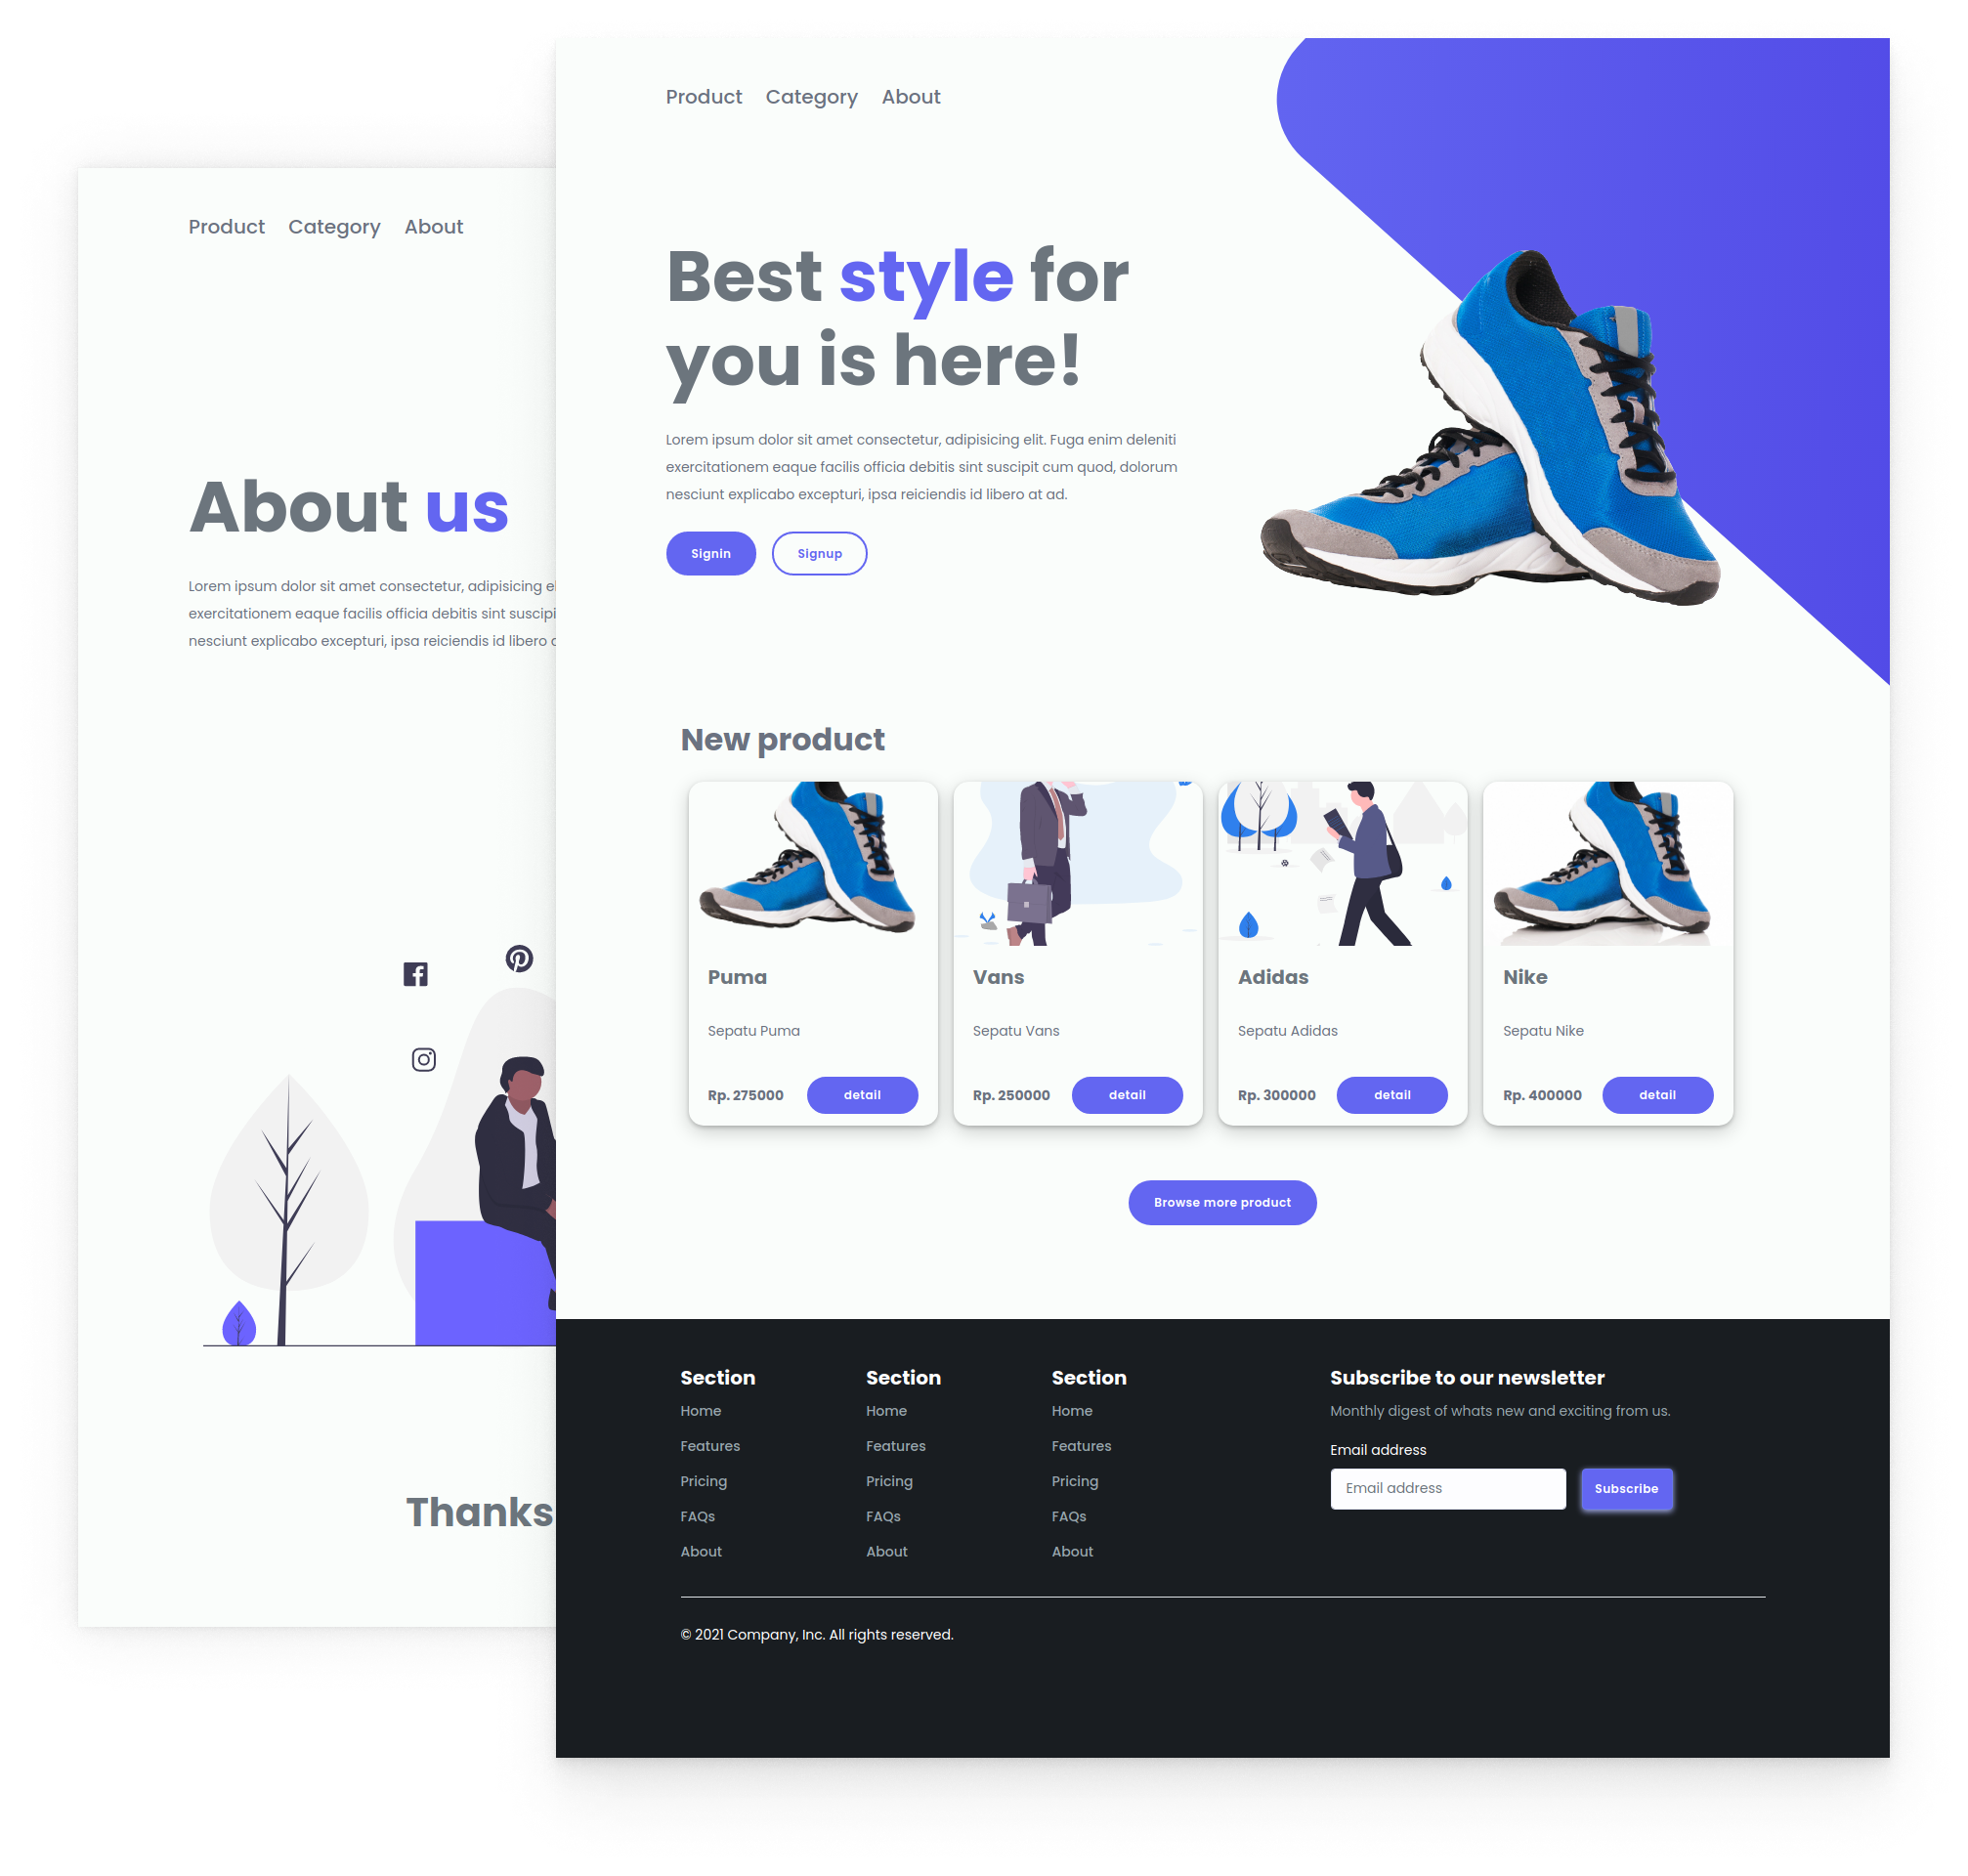 Product Category About
About us
Lorem ipsum dolor sit amet consectetur, adipisicing
exercitationem eaque facilis officia debitis sint
nesciunt explicabo excepturi, ipsa reiciendis id libero
Thanks
Product Category About
Best style for
you is here!
Lorem ipsum dolor sit amet consectetur, adipisicing elit. Fuga enim deleniti
exercitationem eaque facilis officia debitis sint suscipit cum quod, dolorum
nesciunt explicabo excepturi, ipsa reiciendis id libero at ad.
Signin Signup
New product
Puma
Sepatu Puma
Rp. 275000 detail
Vans
Sepatu Vans
Rp. 250000 detail
Adidas
Sepatu Adidas
Rp. 300000 detail
Nike
Sepatu Nike
Rp. 400000 detail
Browse more product
Section
Home
Features
Pricing
FAQs
About
Section
Home
Features
Pricing
FAQs
About
Section
Home
Features
Pricing
FAQs
About
Subscribe to our newsletter
Monthly digest of whats new and exciting from us.
Email address
Email address Subscribe
© 2021 Company, Inc. All rights reserved.